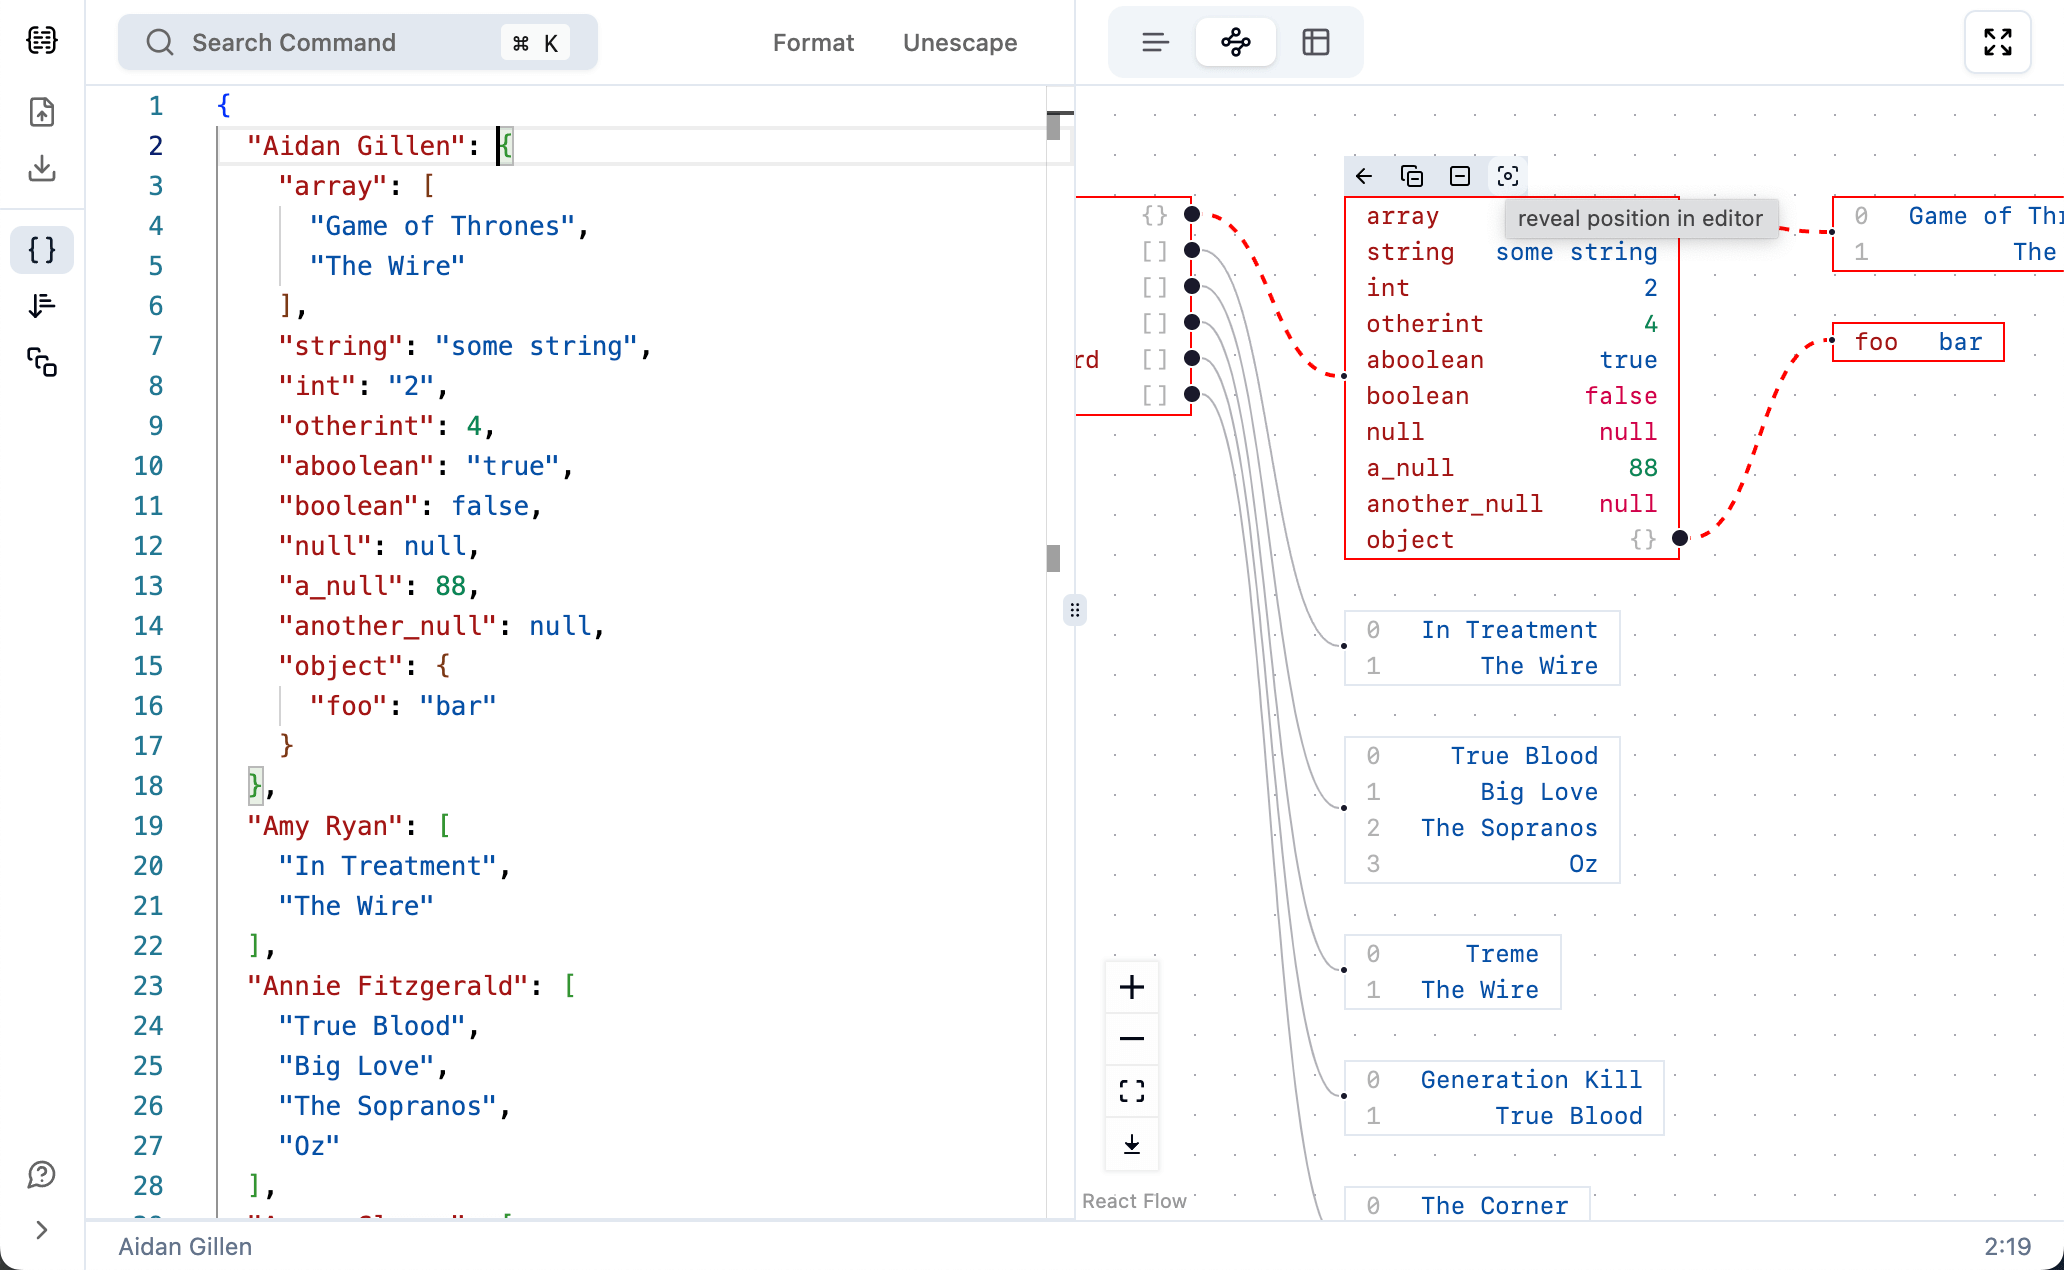 Search Command ⌘ K Format Unescape
1 {
2 "Aidan Gillen": {
3 "array": [
4 "Game of Thrones",
5 "The Wire"
6 ],
7 "string": "some string",
8 "int": "2",
9 "otherint": 4,
10 "aboolean": "true",
11 "boolean": false,
12 "null": null,
13 "a_null": 88,
14 "another_null": null,
15 "object": {
16 "foo": "bar"
17 }
18 },
19 "Amy Ryan": [
20 "In Treatment",
21 "The Wire"
22 ],
23 "Annie Fitzgerald": [
24 "True Blood",
25 "Big Love",
26 "The Sopranos",
27 "Oz"
28 ],
{}
[]
[]
[]
rd []
[]
array
reveal position in editor
string some string
int 2
otherint 4
aboolean true
boolean false
null null
a_null 88
another_null null
object {}
0 Game of Thr
1 The
foo bar
0 In Treatment
1 The Wire
0 True Blood
1 Big Love
2 The Sopranos
3 Oz
0 Treme
1 The Wire
0 Generation Kill
1 True Blood
0 The Corner
React Flow
Aidan Gillen 2:19